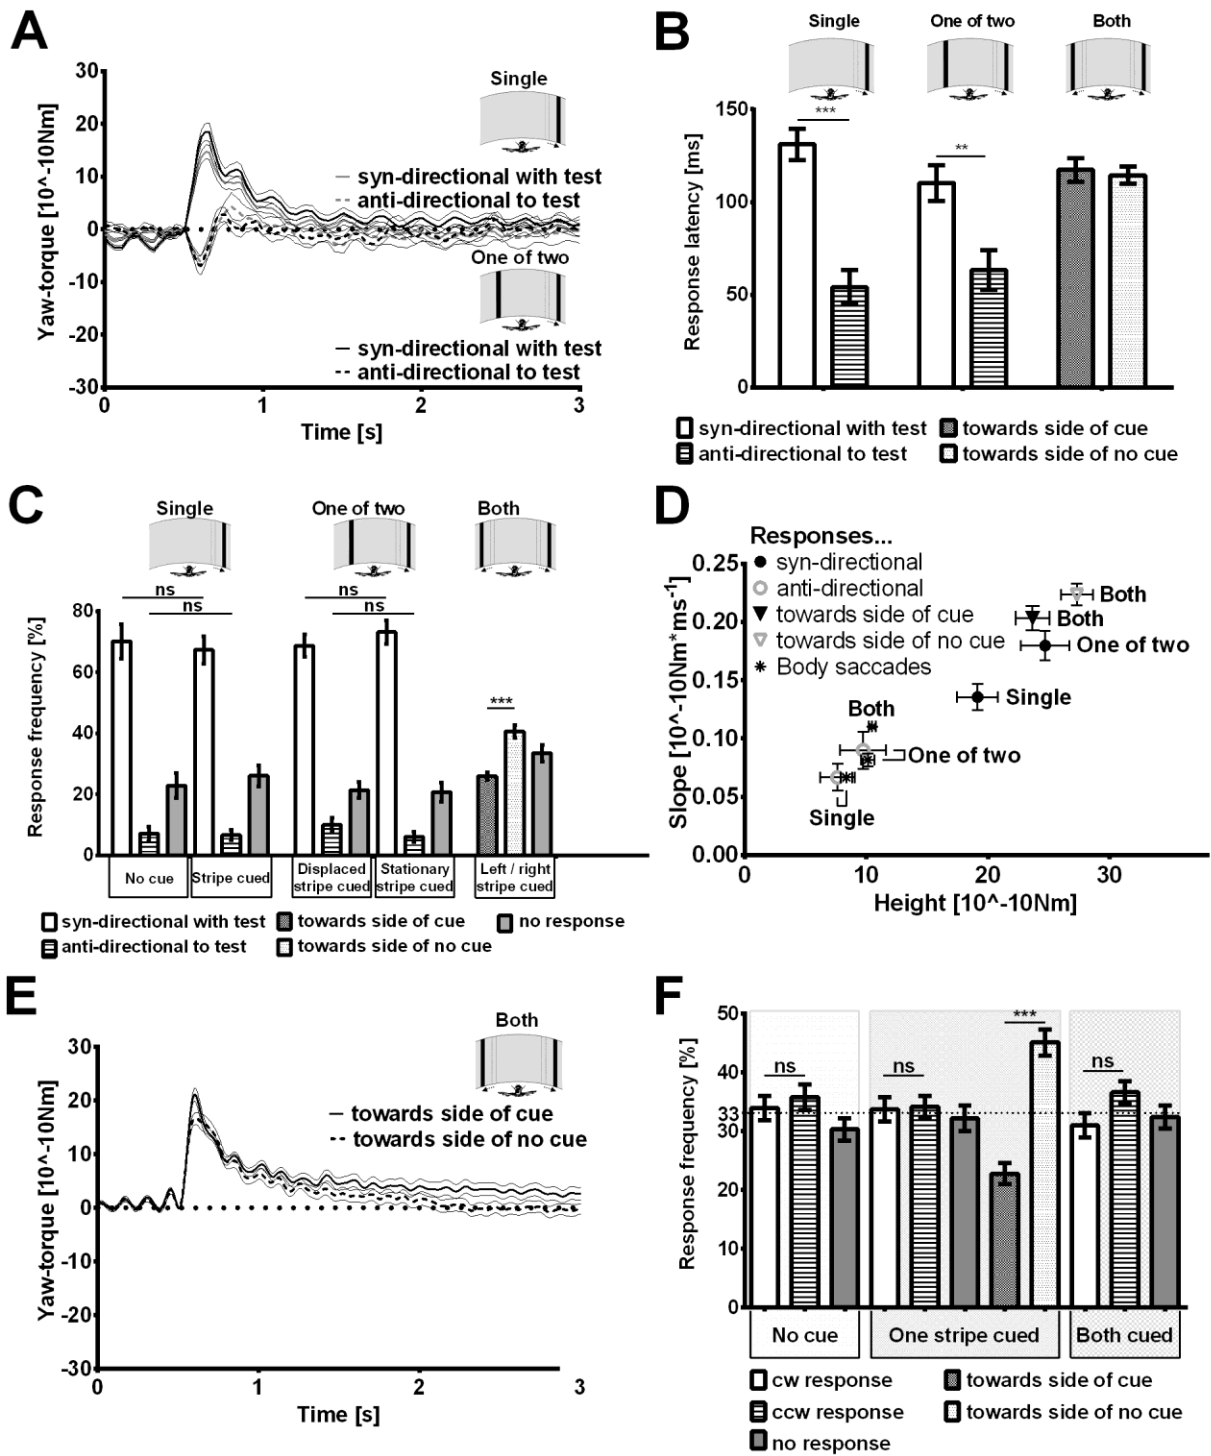 A
Yaw-torque [10^-10Nm]
30
20
10
0
-10
-20
-30
0
1
2
3
Time [s]
Single
syn-directional with test
anti-directional to test
One of two
syn-directional with test
anti-directional to test
B
Single
One of two
Both
Response latency [ms]
150
100
50
0
***
**
syn-directional with test
anti-directional to test
towards side of cue
towards side of no cue
C
Single
One of two
Both
Response frequency [%]
80
60
40
20
0
ns
ns
ns
ns
***
No cue
Stripe cued
Displaced
stripe cued
Stationary
stripe cued
Left / right
stripe cued
syn-directional with test
anti-directional to test
towards side of cue
towards side of no cue
no response
D
Responses...
syn-directional
anti-directional
towards side of cue
towards side of no cue
Body saccades
Slope [10^-10Nm*ms⁻¹]
0.25
0.20
0.15
0.10
0.05
0.00
0
10
20
30
Height [10^-10Nm]
Both
Both
One of two
Single
Both
One of two
Single
E
Both
Yaw-torque [10^-10Nm]
30
20
10
0
-10
-20
-30
0
1
2
3
Time [s]
towards side of cue
towards side of no cue
F
Response frequency [%]
50
40
33
30
20
10
0
ns
ns
***
ns
No cue
One stripe cued
Both cued
cw response
ccw response
no response
towards side of cue
towards side of no cue